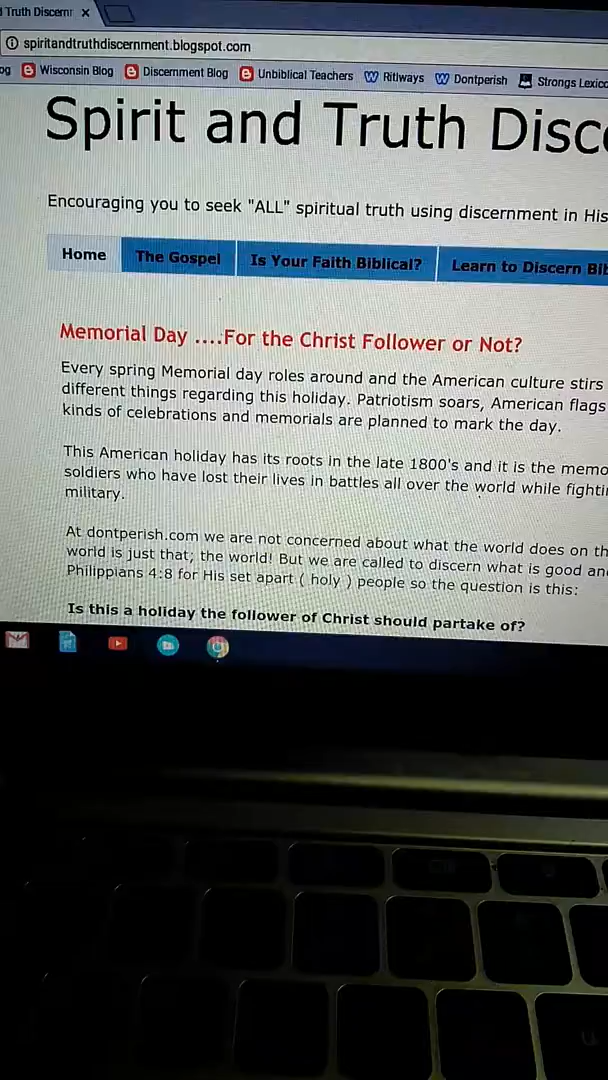 d Truth Discernm
spiritandtruthdiscernment.blogspot.com
og Wisconsin Blog Discernment Blog Unbiblical Teachers Ritlways Dontperish Strongs Lexico
Spirit and Truth Disc
Encouraging you to seek "ALL" spiritual truth using discernment in His
Home The Gospel Is Your Faith Biblical? Learn to Discern Bib
Memorial Day ....For the Christ Follower or Not?
Every spring Memorial day roles around and the American culture stirs
different things regarding this holiday. Patriotism soars, American flags
kinds of celebrations and memorials are planned to mark the day.
This American holiday has its roots in the late 1800's and it is the memo
soldiers who have lost their lives in battles all over the world while fightin
military.
At dontperish.com we are not concerned about what the world does on th
world is just that; the world! But we are called to discern what is good an
Philippians 4:8 for His set apart ( holy ) people so the question is this:
Is this a holiday the follower of Christ should partake of?